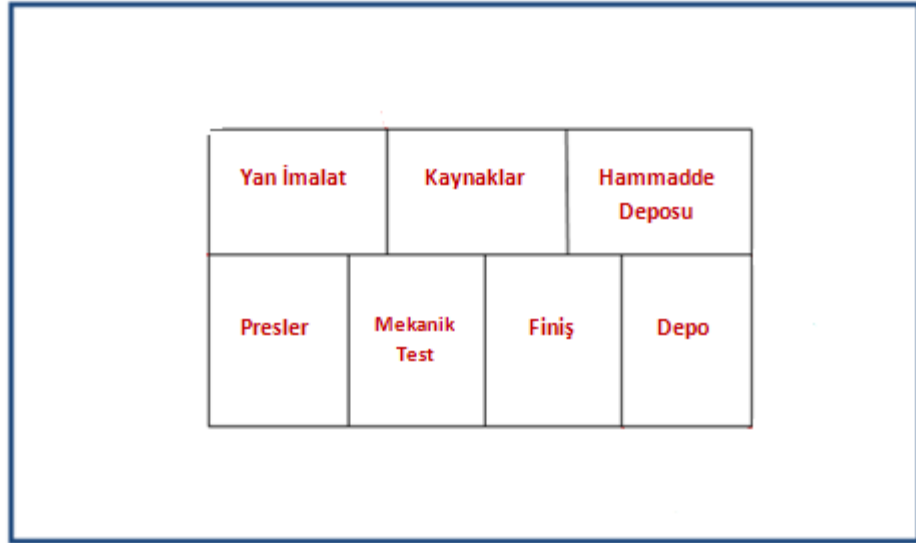 Yan İmalat
Kaynaklar
Hammadde
Deposu
Presler
Mekanik
Test
Finiş
Depo